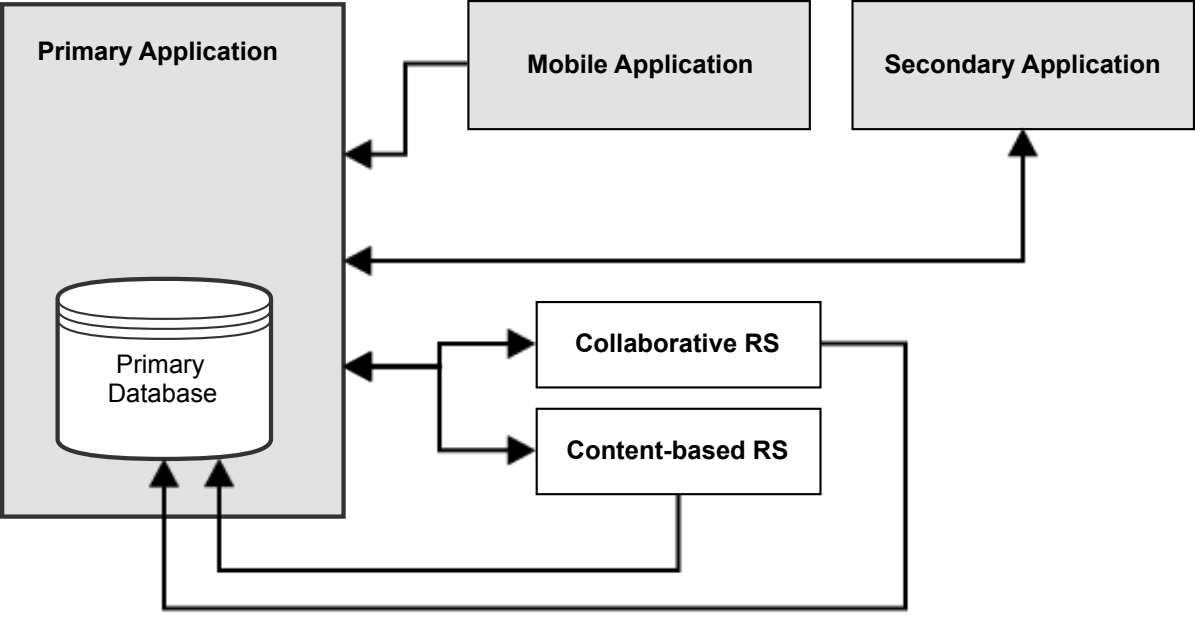 Primary Application
Mobile Application
Secondary Application
Primary
Database
Collaborative RS
Content-based RS